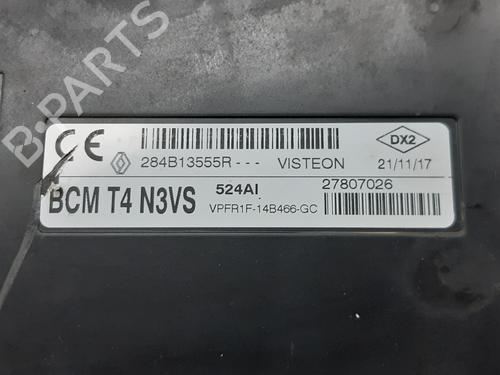 B-PARTS
CE 284B13555R--- VISTEON DX2 21/11/17
BCM T4 N3VS 524AI 27807026
VPFR1F-14B466-GC